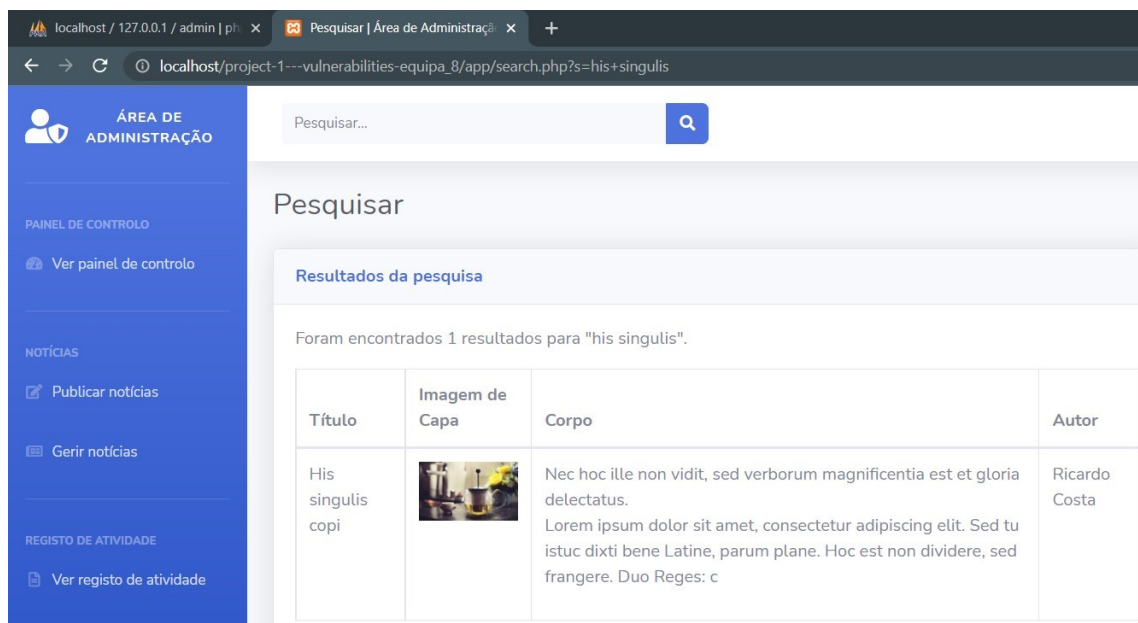 localhost / 127.0.0.1 / admin | ph
Pesquisar | Área de Administraçã
localhost/project-1---vulnerabilities-equipa_8/app/search.php?s=his+singulis
ÁREA DE
ADMINISTRAÇÃO
Pesquisar...
PAINEL DE CONTROLO
Ver painel de controlo
NOTÍCIAS
Publicar notícias
Gerir notícias
REGISTO DE ATIVIDADE
Ver registo de atividade
Pesquisar
Resultados da pesquisa
Foram encontrados 1 resultados para "his singulis".
Título
Imagem de
Capa
Corpo
Autor
His
singulis
copi
Nec hoc ille non vidit, sed verborum magnificentia est et gloria
delectatus.
Lorem ipsum dolor sit amet, consectetur adipiscing elit. Sed tu
istuc dixti bene Latine, parum plane. Hoc est non dividere, sed
frangere. Duo Reges: c
Ricardo
Costa